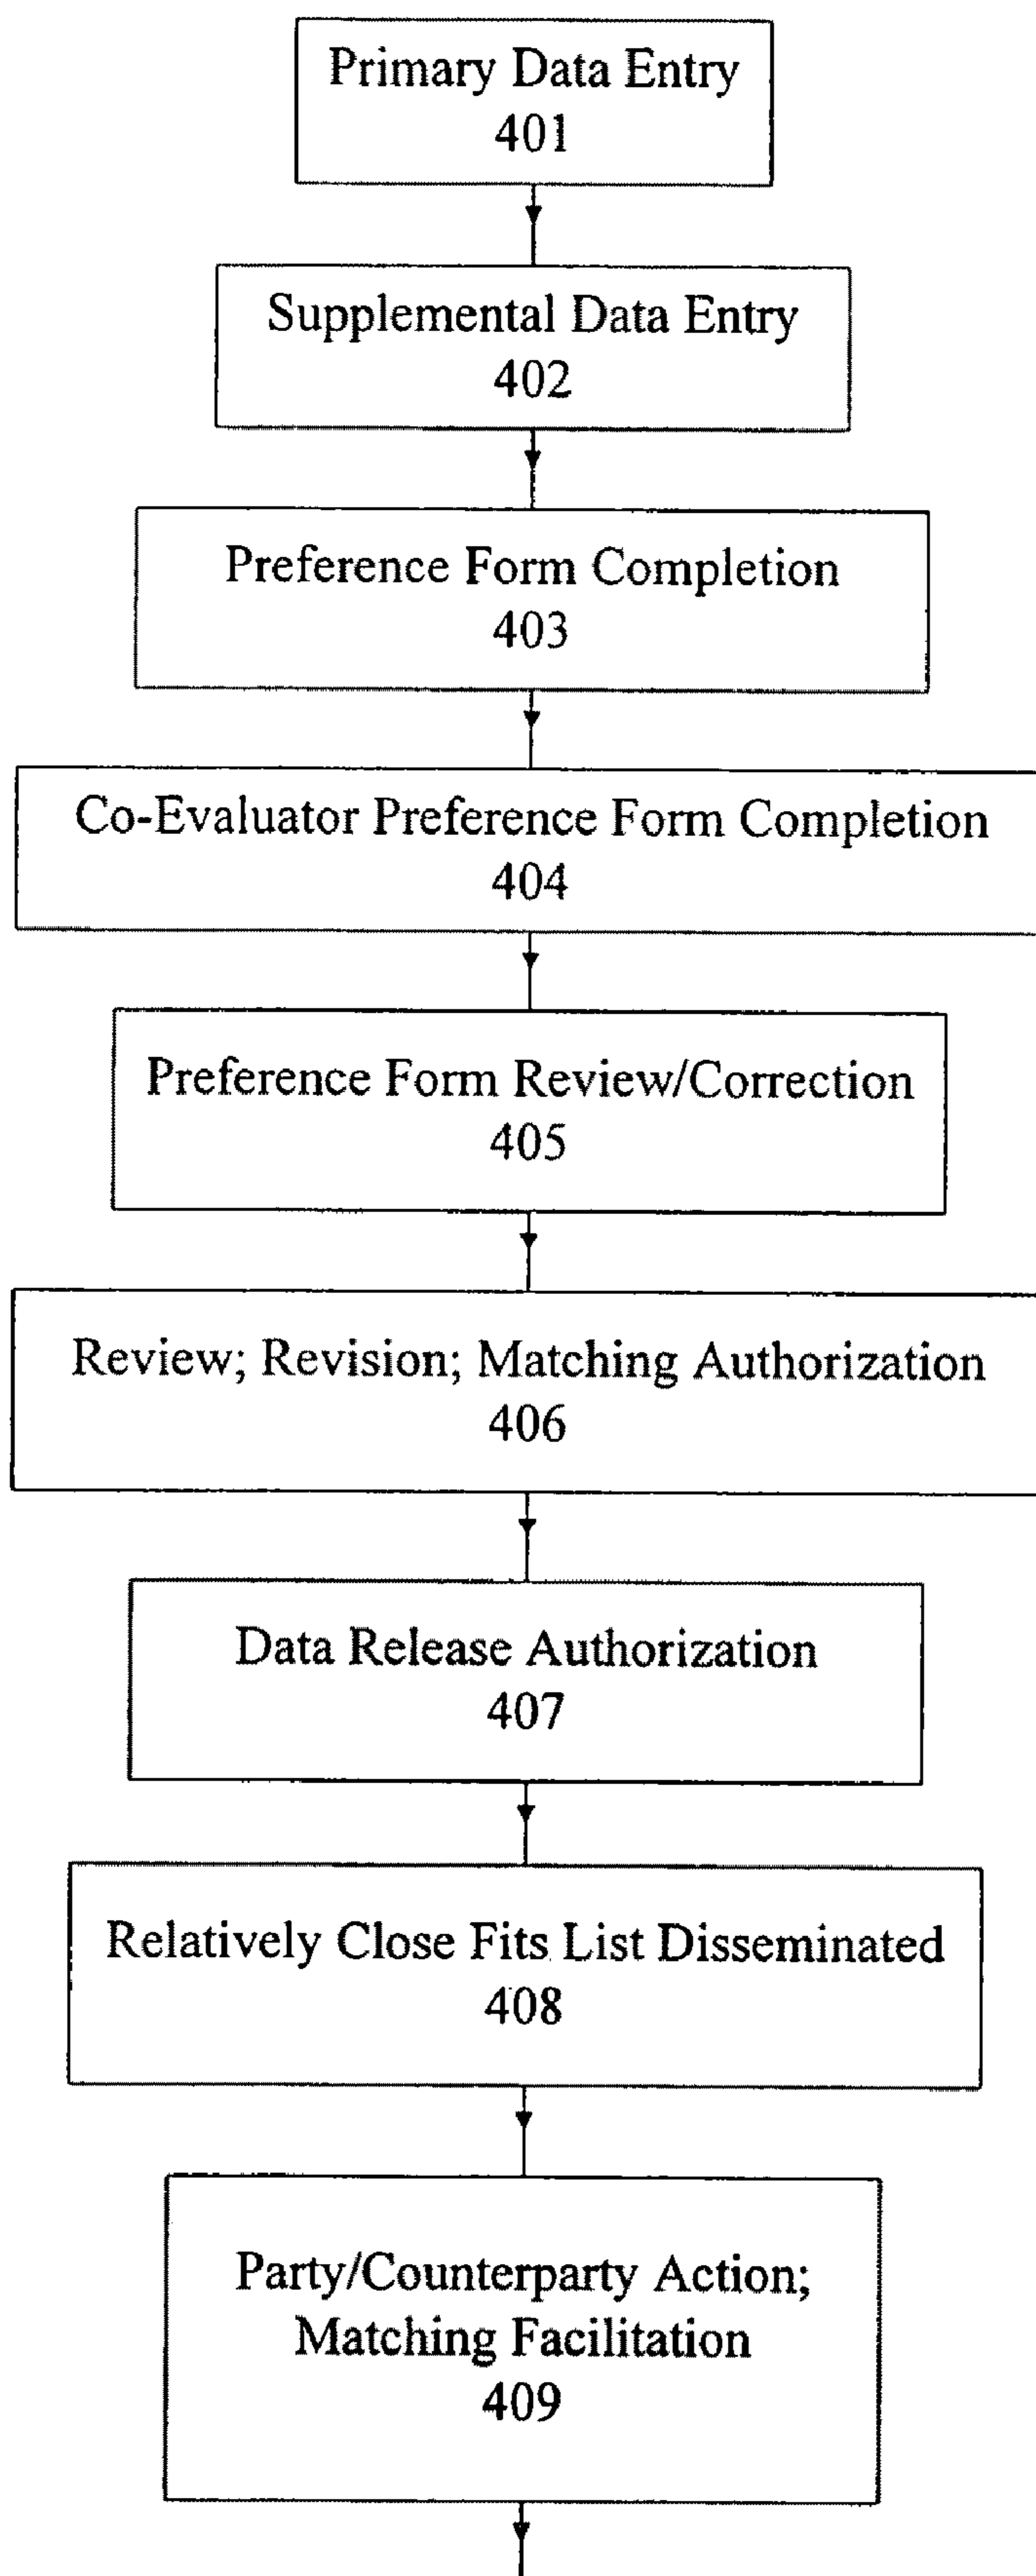 Primary Data Entry
401
Supplemental Data Entry
402
Preference Form Completion
403
Co-Evaluator Preference Form Completion
404
Preference Form Review/Correction
405
Review; Revision; Matching Authorization
406
Data Release Authorization
407
Relatively Close Fits List Disseminated
408
Party/Counterparty Action;
Matching Facilitation
409